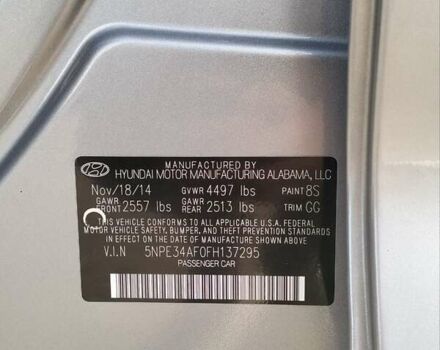 MANUFACTURED BY
HYUNDAI MOTOR MANUFACTURING ALABAMA, LLC
Nov/18/14 GVWR 4497 lbs PAINT 8S
GAWR FRONT 2557 lbs GAWR REAR 2513 lbs TRIM GG
THIS VEHICLE CONFORMS TO ALL APPLICABLE U.S.A. FEDERAL
MOTOR VEHICLE SAFETY, BUMPER, AND THEFT STANDARDS
IN EFFECT ON THE DATE OF MANUFACTURE SHOWN ABOVE.
V.I.N 5NPE34AF0FH137295
PASSENGER CAR